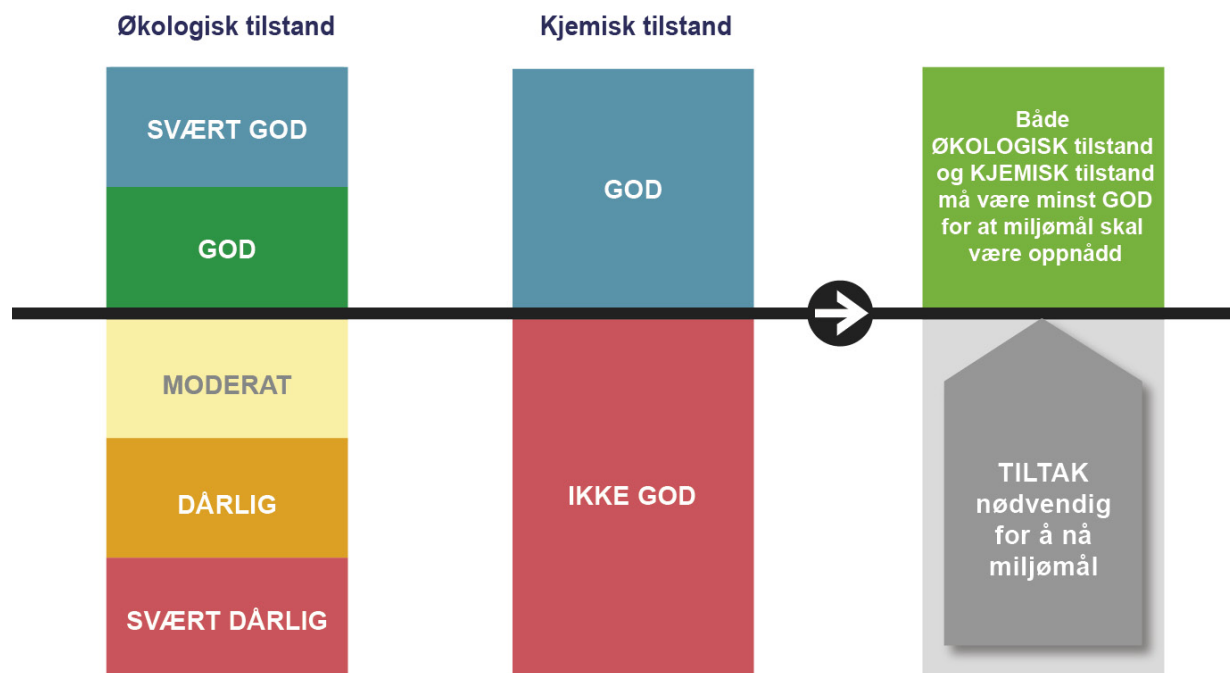 Økologisk tilstand
SVÆRT GOD
GOD
MODERAT
DÅRLIG
SVÆRT DÅRLIG
Kjemisk tilstand
GOD
IKKE GOD
Både
ØKOLOGISK tilstand
og KJEMISK tilstand
må være minst GOD
for at miljømål skal
være oppnådd
TILTAK
nødvendig
for å nå
miljømål